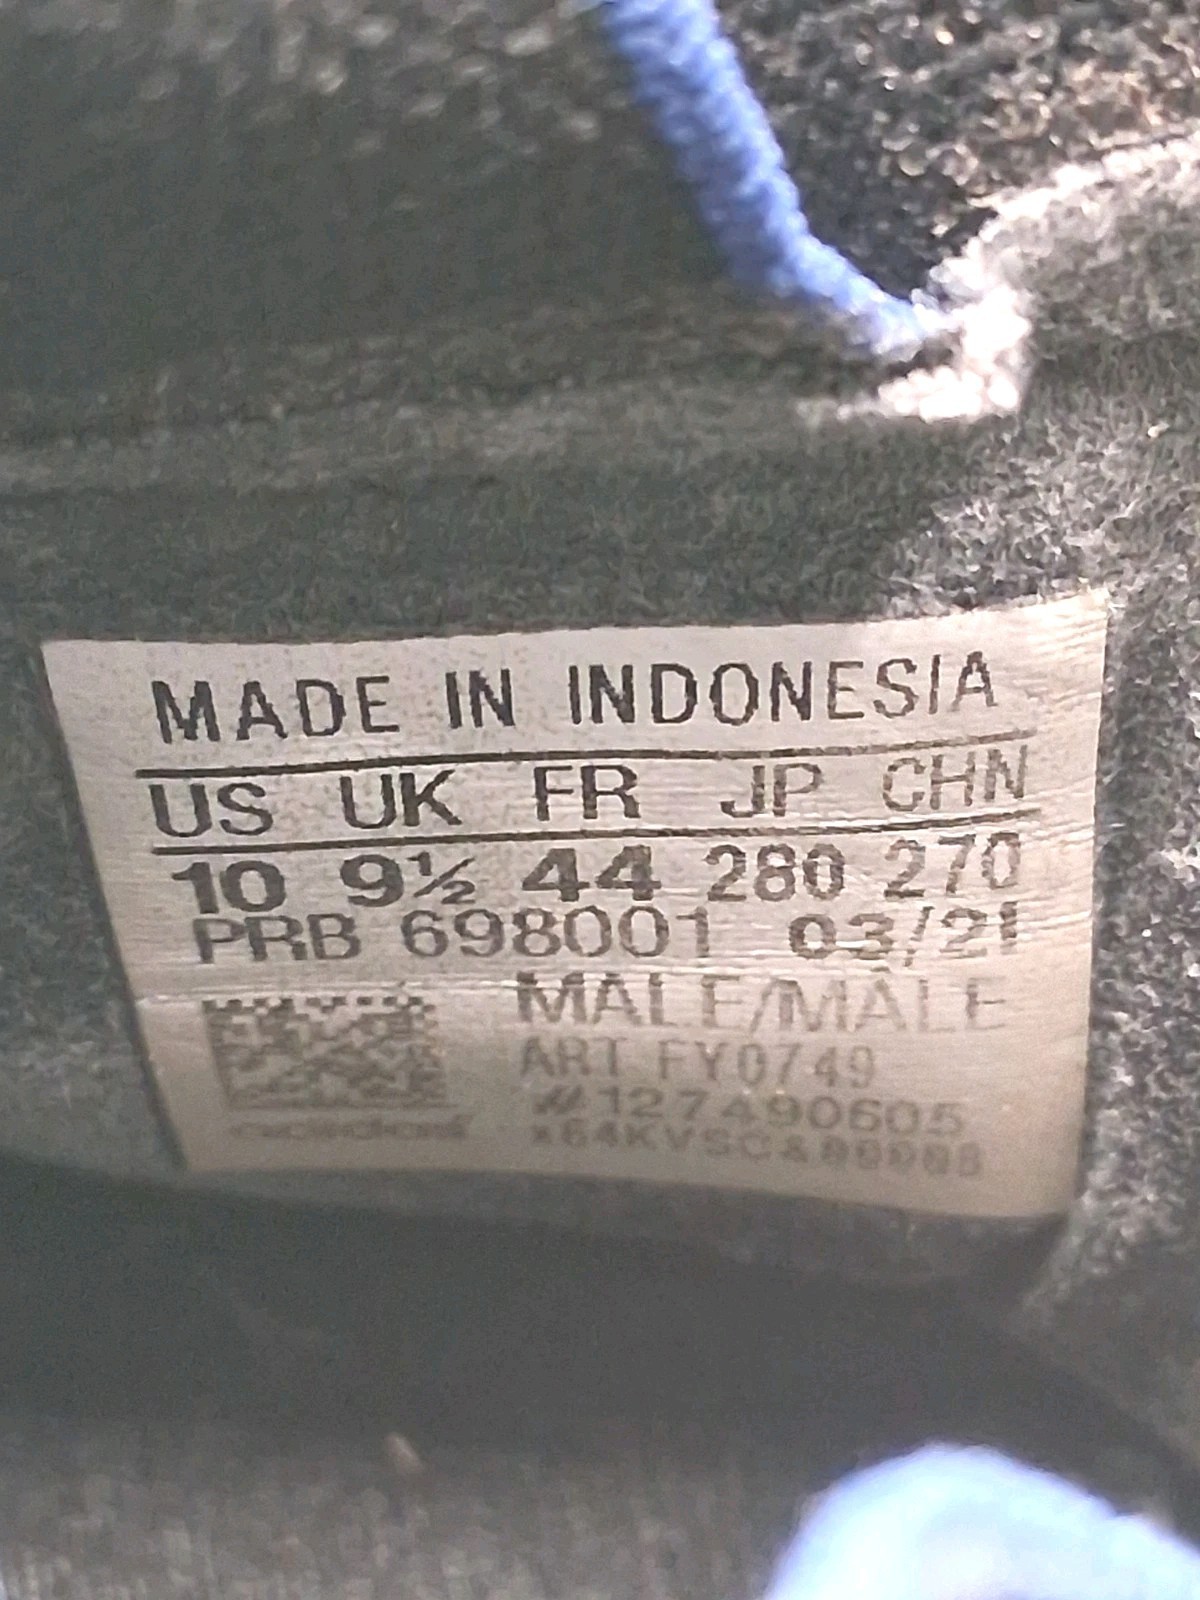 MADE IN INDONESIA
US UK FR JP CHN
10 9½ 44 280 270
PRB 698001 03/21
MALE/MÂLE
ART FY0749
#127490605
adidas